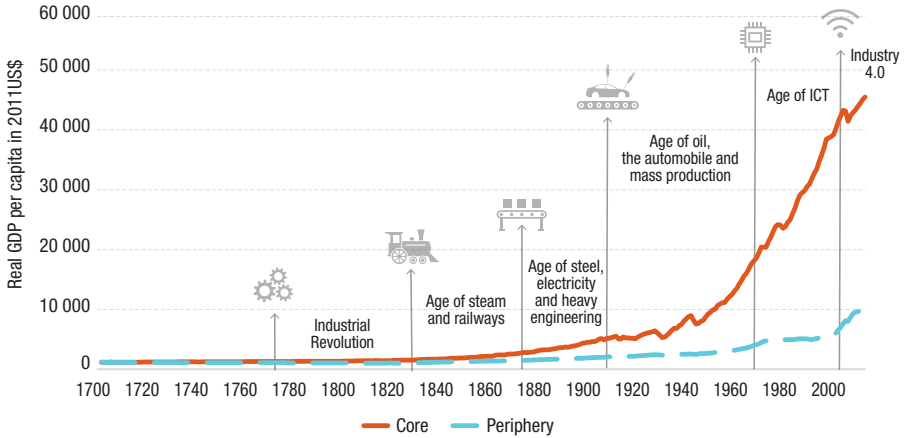 Real GDP per capita in 2011US$
60 000
50 000
40 000
30 000
20 000
10 000
0
Industrial
Revolution
Age of steam
and railways
Age of steel,
electricity
and heavy
engineering
Age of oil,
the automobile and
mass production
Age of ICT
Industry
4.0
1700 1720 1740 1760 1780 1800 1820 1840 1860 1880 1900 1920 1940 1960 1980 2000
Core Periphery